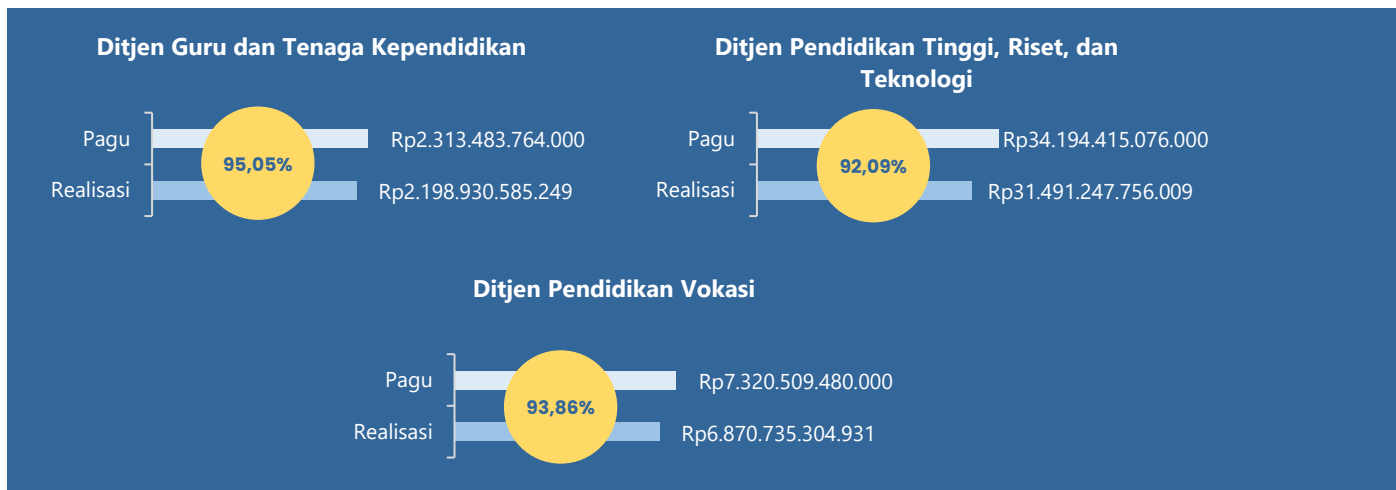 Ditjen Guru dan Tenaga Kependidikan
Pagu
Rp2.313.483.764.000
95,05%
Realisasi
Rp2.198.930.585.249
Ditjen Pendidikan Tinggi, Riset, dan
Teknologi
Pagu
Rp34.194.415.076.000
92,09%
Realisasi
Rp31.491.247.756.009
Ditjen Pendidikan Vokasi
Pagu
Rp7.320.509.480.000
93,86%
Realisasi
Rp6.870.735.304.931